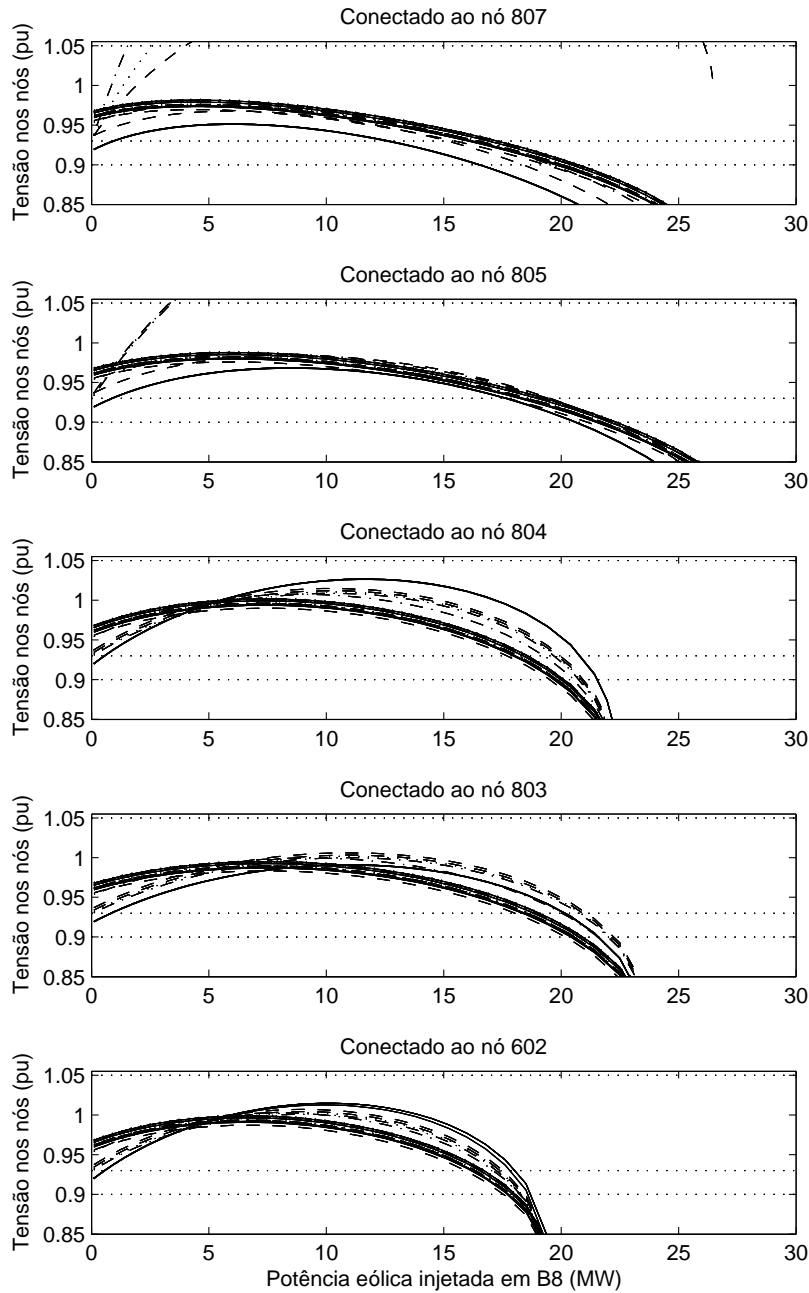 Conectado ao nó 807
Tensão nos nós (pu)
1.05
1
0.95
0.9
0.85
0 5 10 15 20 25 30
Conectado ao nó 805
Tensão nos nós (pu)
1.05
1
0.95
0.9
0.85
0 5 10 15 20 25 30
Conectado ao nó 804
Tensão nos nós (pu)
1.05
1
0.95
0.9
0.85
0 5 10 15 20 25 30
Conectado ao nó 803
Tensão nos nós (pu)
1.05
1
0.95
0.9
0.85
0 5 10 15 20 25 30
Conectado ao nó 602
Tensão nos nós (pu)
1.05
1
0.95
0.9
0.85
0 5 10 15 20 25 30
Potência eólica injetada em B8 (MW)